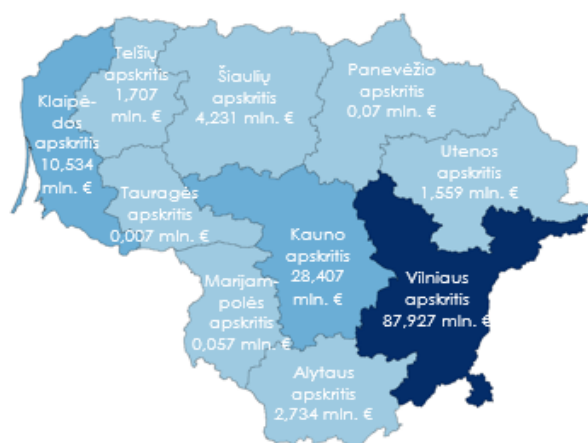 Telšių
apskritis
1,707
mln. €
Šiaulių
apskritis
4,231 mln. €
Panevėžio
apskritis
0,07 mln. €
Klaipė-
dos
apskritis
10,534
mln. €
Utenos
apskritis
1,559 mln. €
Tauragės
apskritis
0,007 mln. €
Kauno
apskritis
28,407
mln. €
Vilniaus
apskritis
87,927 mln. €
Marijam-
polės
apskritis
0,057 mln. €
Alytaus
apskritis
2,734 mln. €